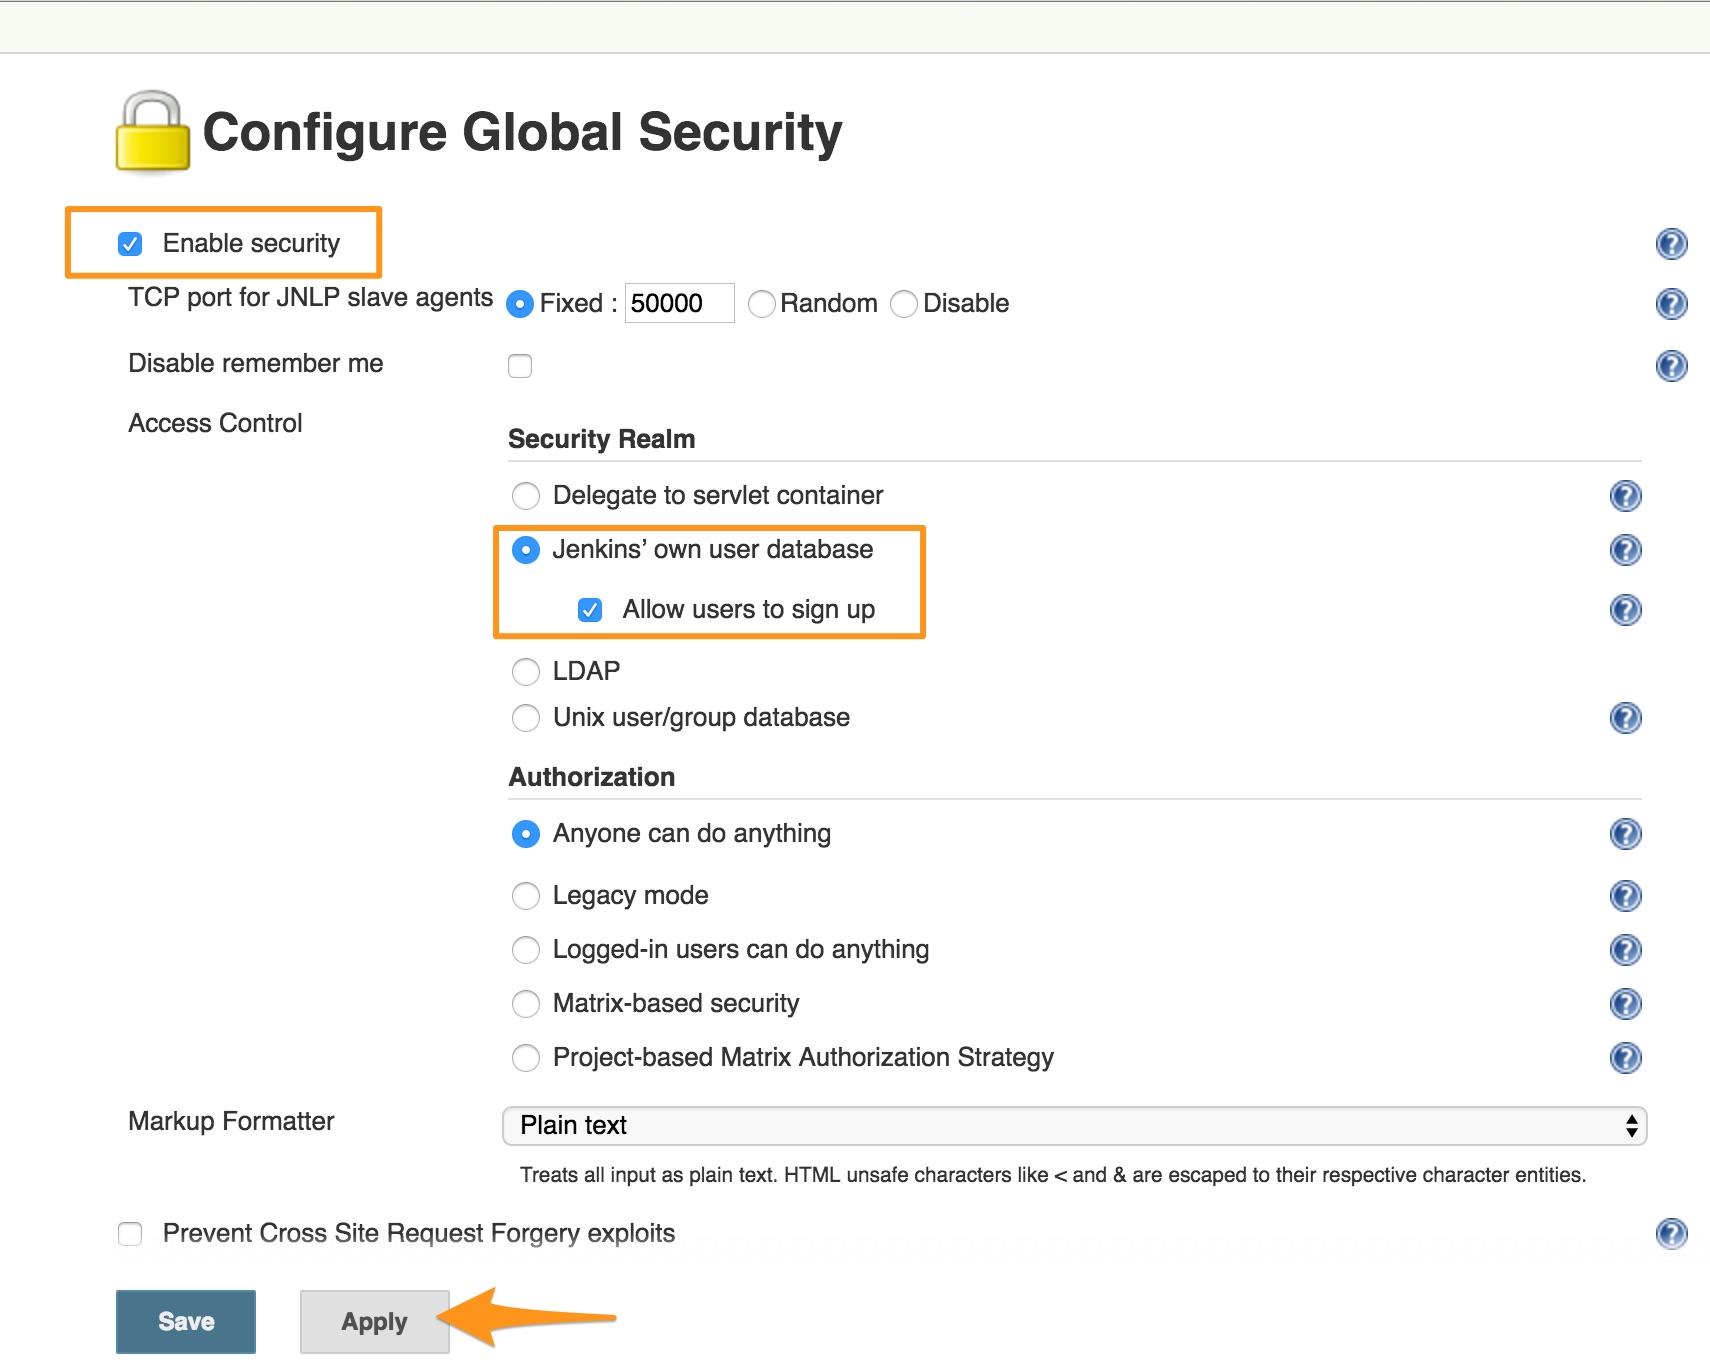 Configure Global Security
Enable security
TCP port for JNLP slave agents Fixed : 50000 Random Disable
Disable remember me
Access Control
Security Realm
Delegate to servlet container
Jenkins’ own user database
Allow users to sign up
LDAP
Unix user/group database
Authorization
Anyone can do anything
Legacy mode
Logged-in users can do anything
Matrix-based security
Project-based Matrix Authorization Strategy
Markup Formatter Plain text
Treats all input as plain text. HTML unsafe characters like < and & are escaped to their respective character entities.
Prevent Cross Site Request Forgery exploits
Save Apply